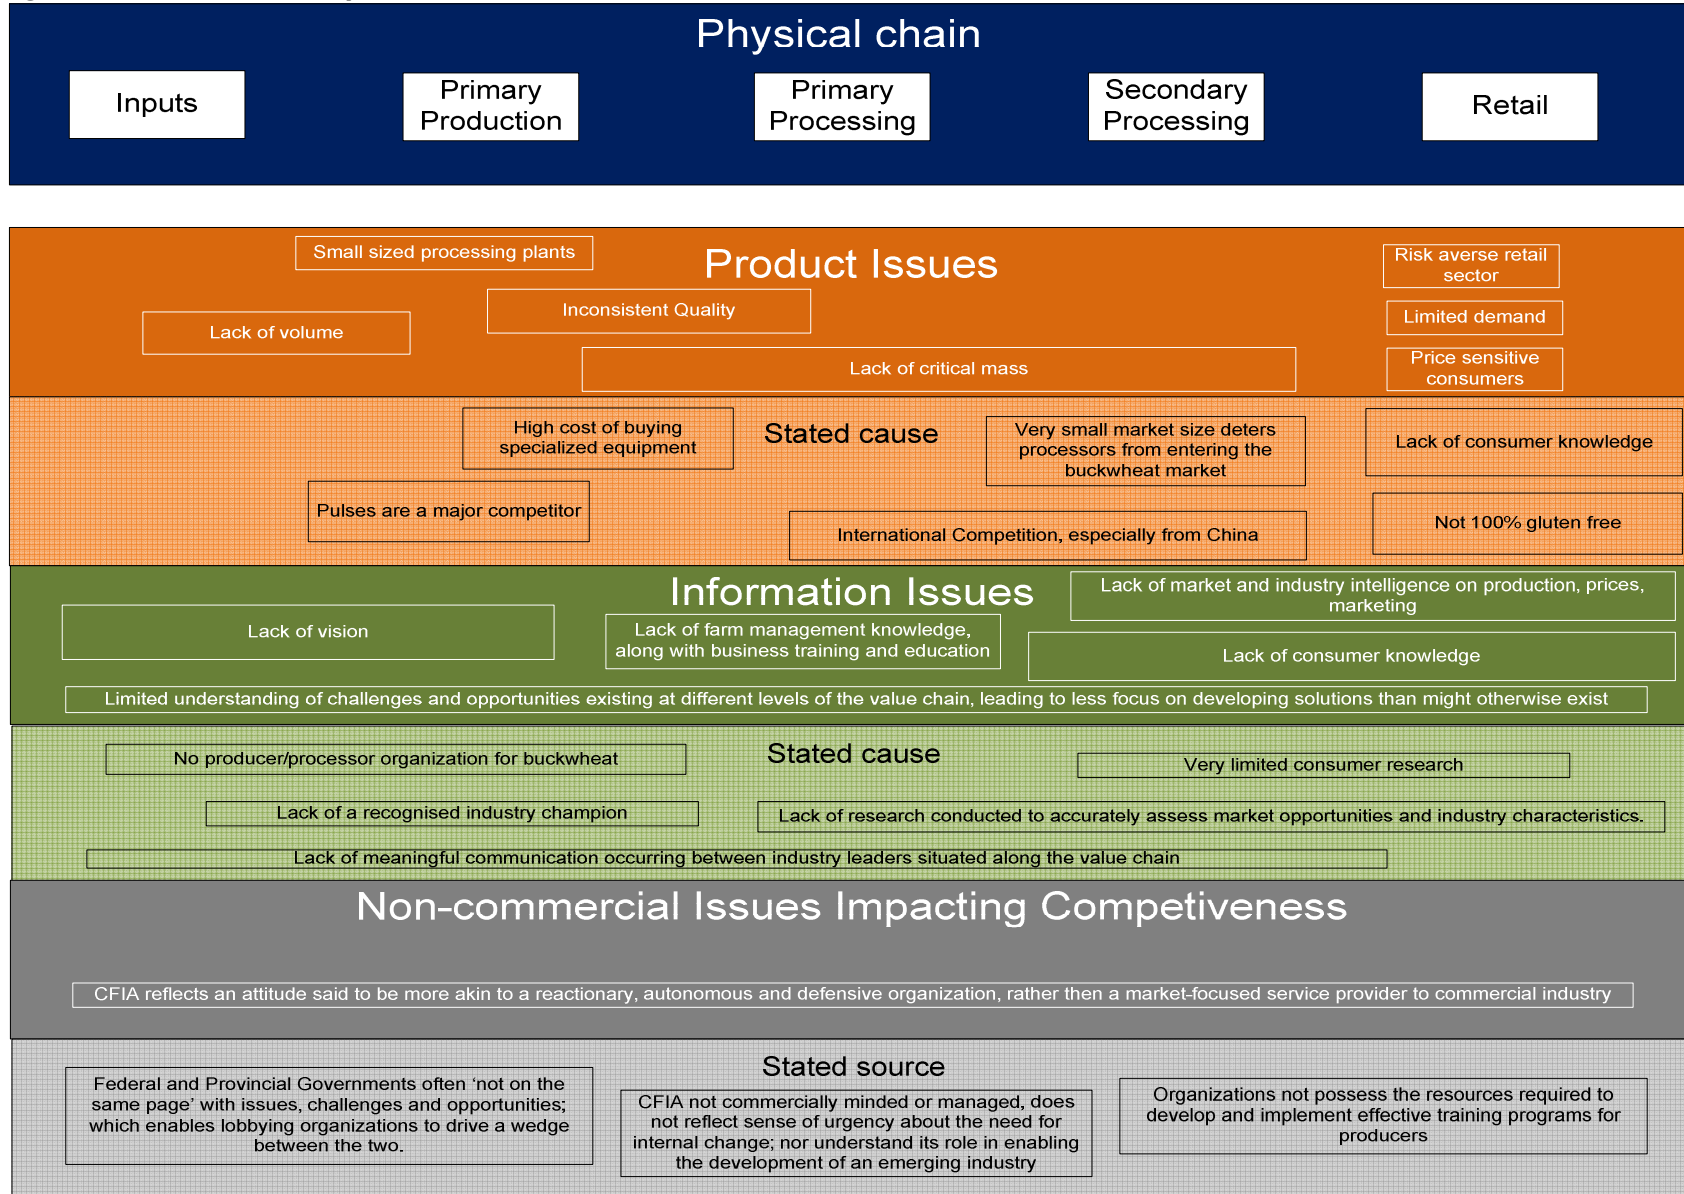 Physical chain
Inputs
Primary
Production
Primary
Processing
Secondary
Processing
Retail
Product Issues
Small sized processing plants
Risk averse retail
sector
Inconsistent Quality
Lack of volume
Limited demand
Lack of critical mass
Price sensitive
consumers
Stated cause
High cost of buying
specialized equipment
Very small market size deters
processors from entering the
buckwheat market
Lack of consumer knowledge
Pulses are a major competitor
International Competition, especially from China
Not 100% gluten free
Information Issues
Lack of market and industry intelligence on production, prices,
marketing
Lack of vision
Lack of farm management knowledge,
along with business training and education
Lack of consumer knowledge
Limited understanding of challenges and opportunities existing at different levels of the value chain, leading to less focus on developing solutions than might otherwise exist
Stated cause
No producer/processor organization for buckwheat
Very limited consumer research
Lack of a recognised industry champion
Lack of research conducted to accurately assess market opportunities and industry characteristics.
Lack of meaningful communication occurring between industry leaders situated along the value chain
Non-commercial Issues Impacting Competiveness
CFIA reflects an attitude said to be more akin to a reactionary, autonomous and defensive organization, rather then a market-focused service provider to commercial industry
Stated source
Federal and Provincial Governments often ‘not on the
same page’ with issues, challenges and opportunities;
which enables lobbying organizations to drive a wedge
between the two.
CFIA not commercially minded or managed, does
not reflect sense of urgency about the need for
internal change; nor understand its role in enabling
the development of an emerging industry
Organizations not possess the resources required to
develop and implement effective training programs for
producers